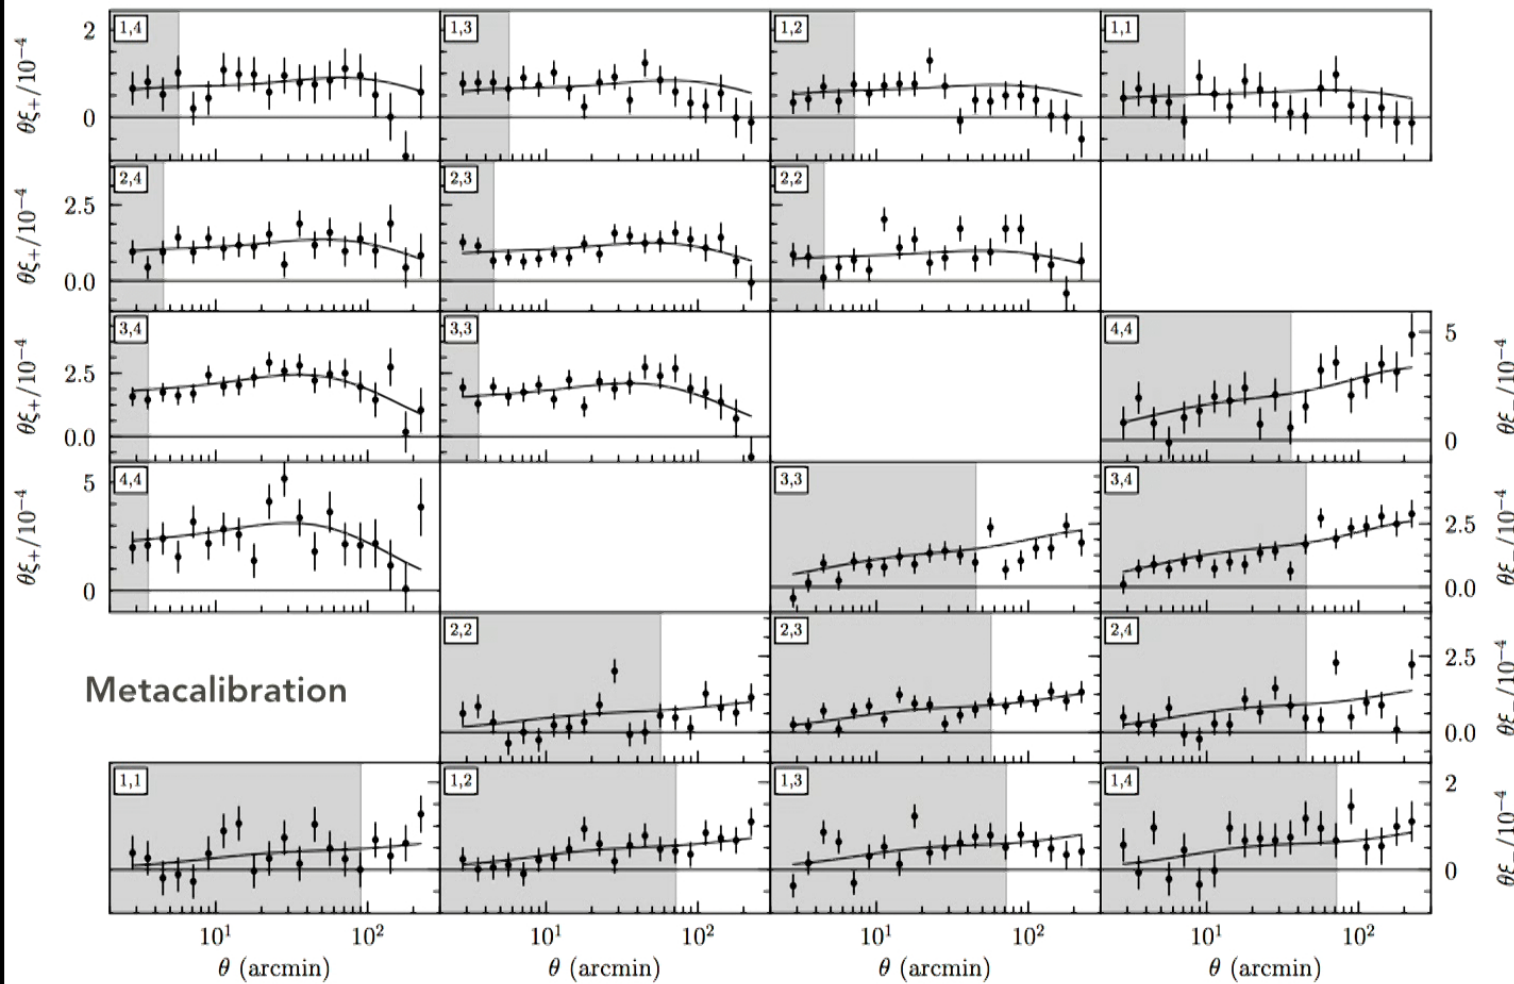 1,4 1,3 1,2 1,1
θξ₊/10⁻⁴ 2 0
2,4 2,3 2,2
θξ₊/10⁻⁴ 2.5 0.0
3,4 3,3 4,4
θξ₊/10⁻⁴ 2.5 0.0 5 0 θξ₋/10⁻⁴
4,4 3,3 3,4
θξ₊/10⁻⁴ 5 0 2.5 0.0 θξ₋/10⁻⁴
Metacalibration 2,2 2,3 2,4
2.5 0.0 θξ₋/10⁻⁴
1,1 1,2 1,3 1,4
2 0 θξ₋/10⁻⁴
10¹ 10² 10¹ 10² 10¹ 10² 10¹ 10²
θ (arcmin) θ (arcmin) θ (arcmin) θ (arcmin)